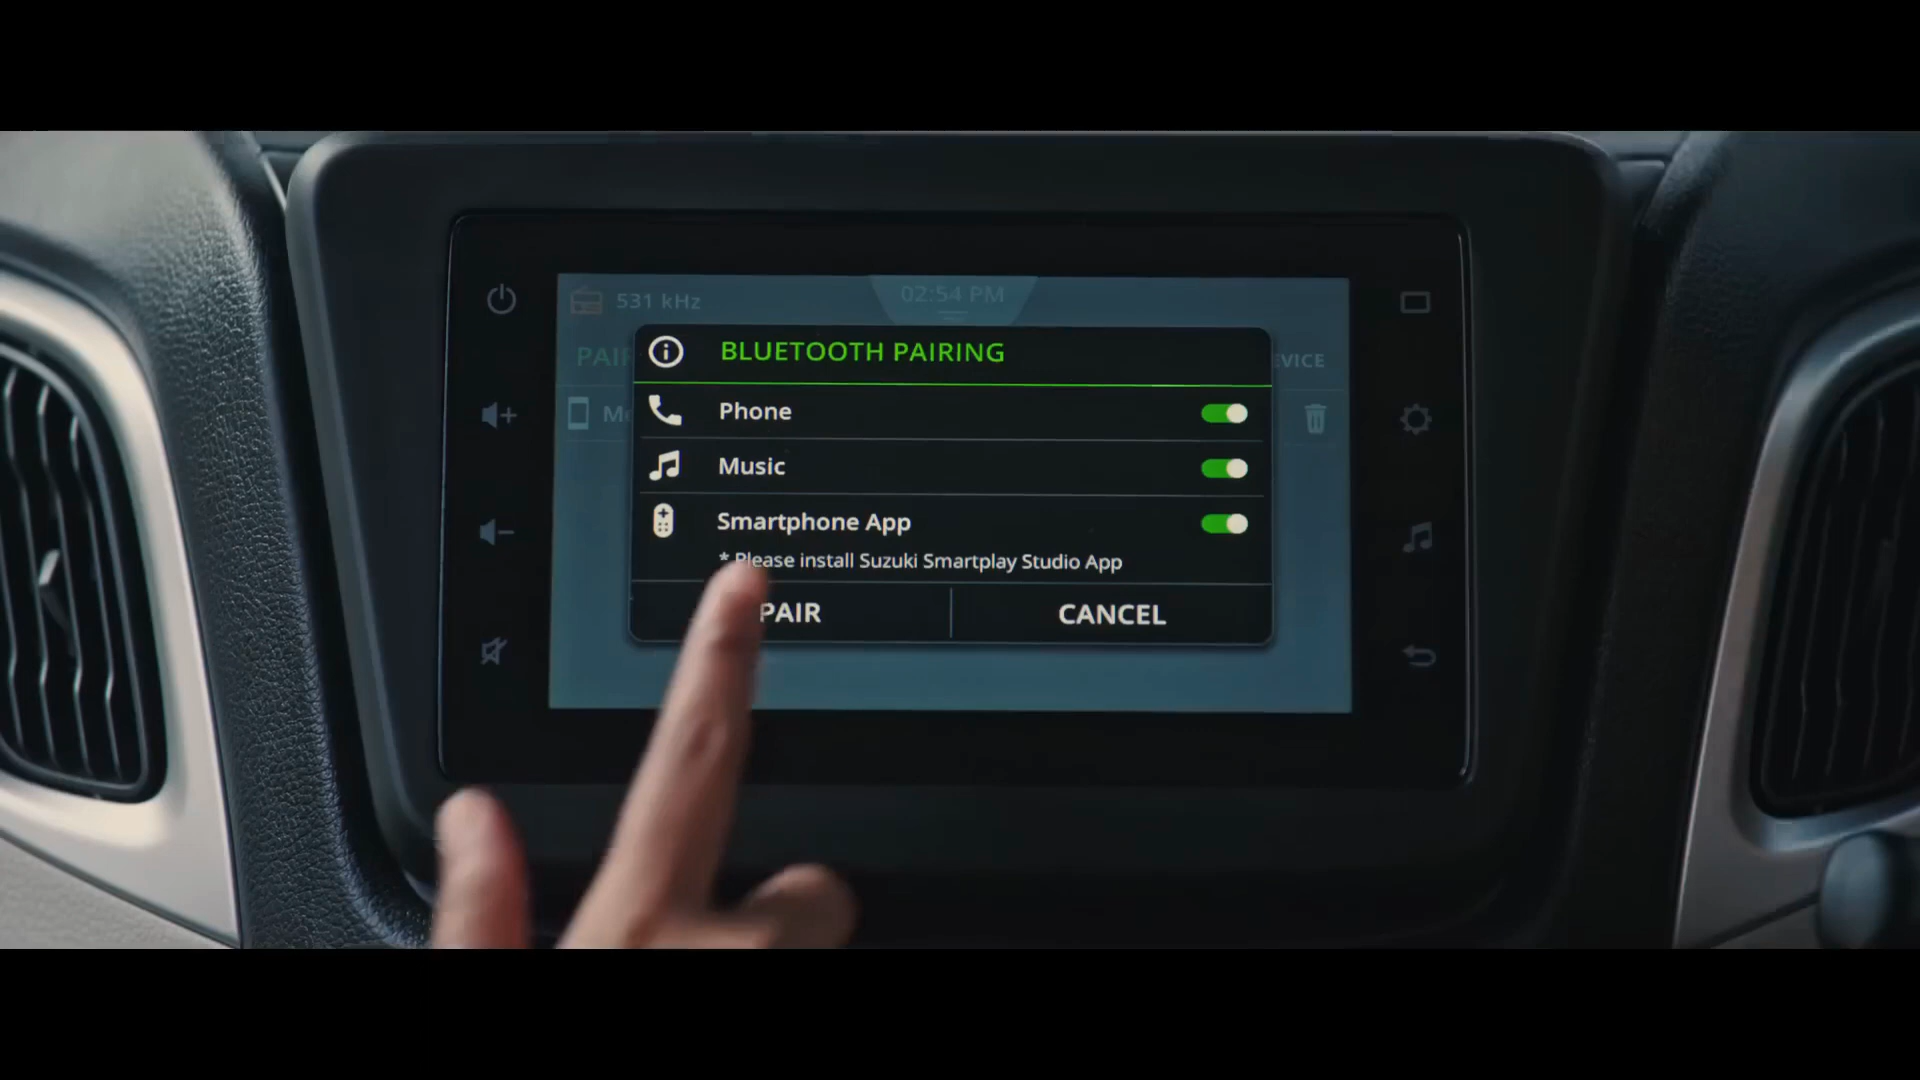 531 kHz
02:54 PM
BLUETOOTH PAIRING
Phone
Music
Smartphone App
* Please install Suzuki Smartplay Studio App
PAIR
CANCEL